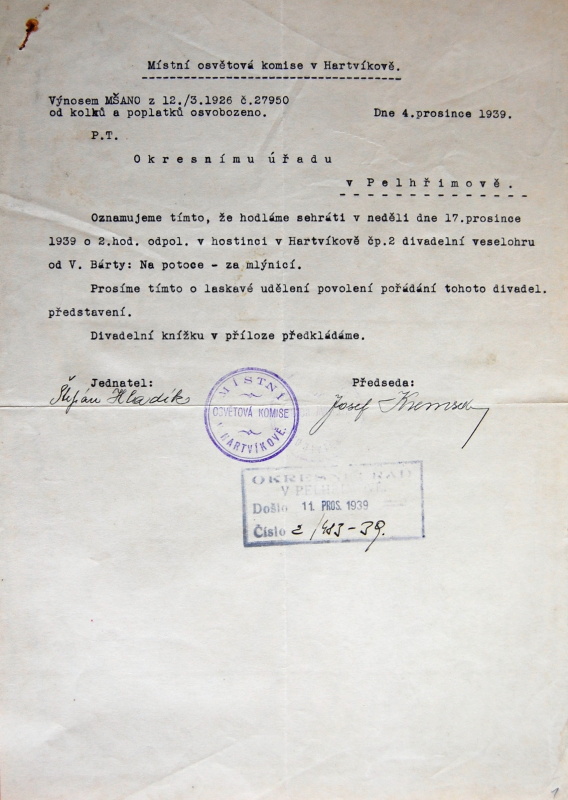 Místní osvětová komise v Hartvíkově.
Výnosem MŠANO z 12./3.1926 č.27950
od kolků a poplatků osvobozeno. Dne 4.prosince 1939.
P.T.
Okresnímu úřadu
v Pelhřimově.
Oznamujeme tímto, že hodláme sehráti v neděli dne 17.prosince
1939 o 2.hod. odpol. v hostinci v Hartvíkově čp.2 divadelní veselohru
od V. Bárty: Na potoce - za mlýnicí.
Prosíme tímto o laskavé udělení povolení pořádání tohoto divadel.
představení.
Divadelní knížku v příloze předkládáme.
Jednatel: Předseda:
Štěpán Hladík
MÍSTNÍ
OSVĚTOVÁ KOMISE
V HARTVÍKOVĚ.
Josef
OKRESNÍ ÚŘAD
V PELHŘIMOVĚ.
Došlo 11. PROS. 1939
Číslo